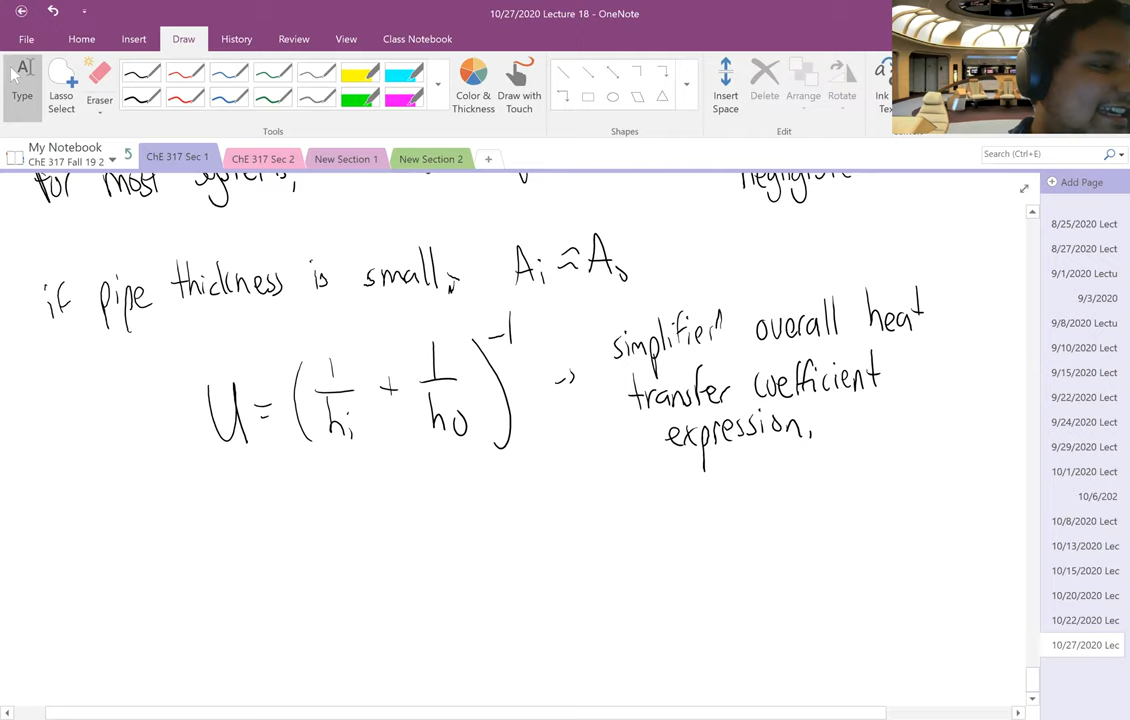 10/27/2020 Lecture 18 - OneNote
File Home Insert Draw History Review View Class Notebook
Type
Lasso Select
Eraser
Color & Thickness
Draw with Touch
Insert Space
Delete
Arrange
Rotate
Ink
Tex
Tools
Shapes
Edit
My Notebook
ChE 317 Fall 19 2
ChE 317 Sec 1
ChE 317 Sec 2
New Section 1
New Section 2
+
Search (Ctrl+E)
Add Page
8/25/2020 Lect
8/27/2020 Lect
9/1/2020 Lectu
9/3/2020
9/8/2020 Lectu
9/10/2020 Lect
9/15/2020 Lect
9/22/2020 Lect
9/24/2020 Lect
9/29/2020 Lect
10/1/2020 Lect
10/6/202
10/8/2020 Lect
10/13/2020 Lec
10/15/2020 Lec
10/20/2020 Lec
10/22/2020 Lec
10/27/2020 Lec
for most systems, negligible
if pipe thickness is small, Ai ≈ Ao
U = (1/hi + 1/ho)^-1 →
simplifier^ overall heat
transfer coefficient
expression.